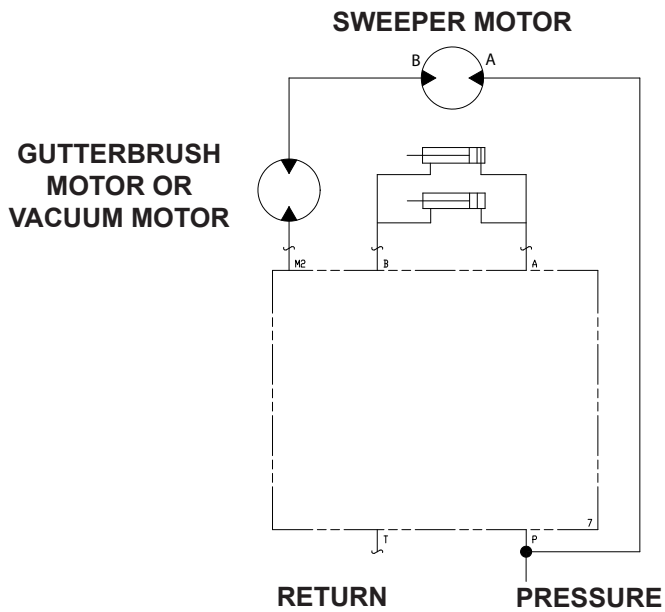 SWEEPER MOTOR
B A
GUTTERBRUSH
MOTOR OR
VACUUM MOTOR
M2 B A
7
T P
RETURN PRESSURE